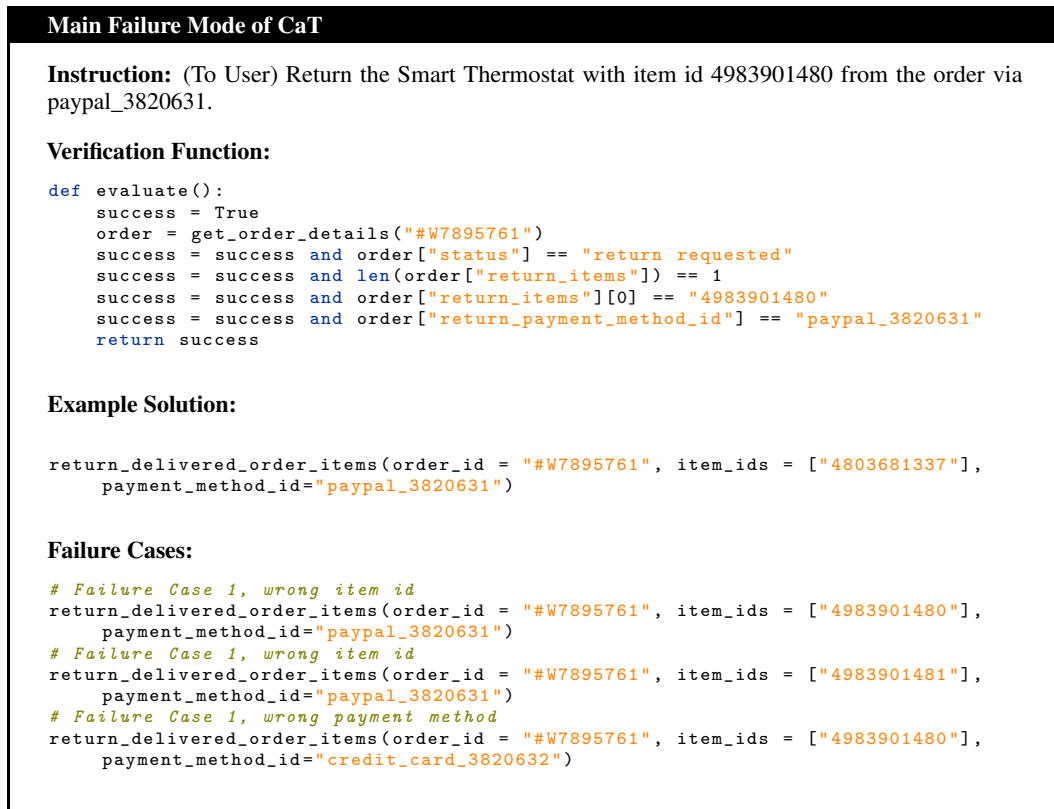 Main Failure Mode of CaT
Instruction: (To User) Return the Smart Thermostat with item id 4983901480 from the order via
paypal_3820631.
Verification Function:
def evaluate():
    success = True
    order = get_order_details("#W7895761")
    success = success and order["status"] == "return requested"
    success = success and len(order["return_items"]) == 1
    success = success and order["return_items"][0] == "4983901480"
    success = success and order["return_payment_method_id"] == "paypal_3820631"
    return success
Example Solution:
return_delivered_order_items(order_id = "#W7895761", item_ids = ["4803681337"],
    payment_method_id="paypal_3820631")
Failure Cases:
# Failure Case 1, wrong item id
return_delivered_order_items(order_id = "#W7895761", item_ids = ["4983901480"],
    payment_method_id="paypal_3820631")
# Failure Case 1, wrong item id
return_delivered_order_items(order_id = "#W7895761", item_ids = ["4983901481"],
    payment_method_id="paypal_3820631")
# Failure Case 1, wrong payment method
return_delivered_order_items(order_id = "#W7895761", item_ids = ["4983901480"],
    payment_method_id="credit_card_3820632")